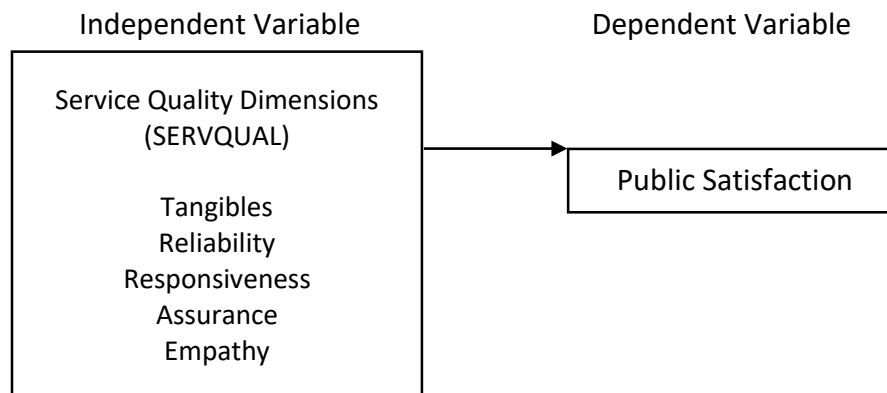 Independent Variable
Dependent Variable
Service Quality Dimensions
(SERVQUAL)
Tangibles
Reliability
Responsiveness
Assurance
Empathy
Public Satisfaction